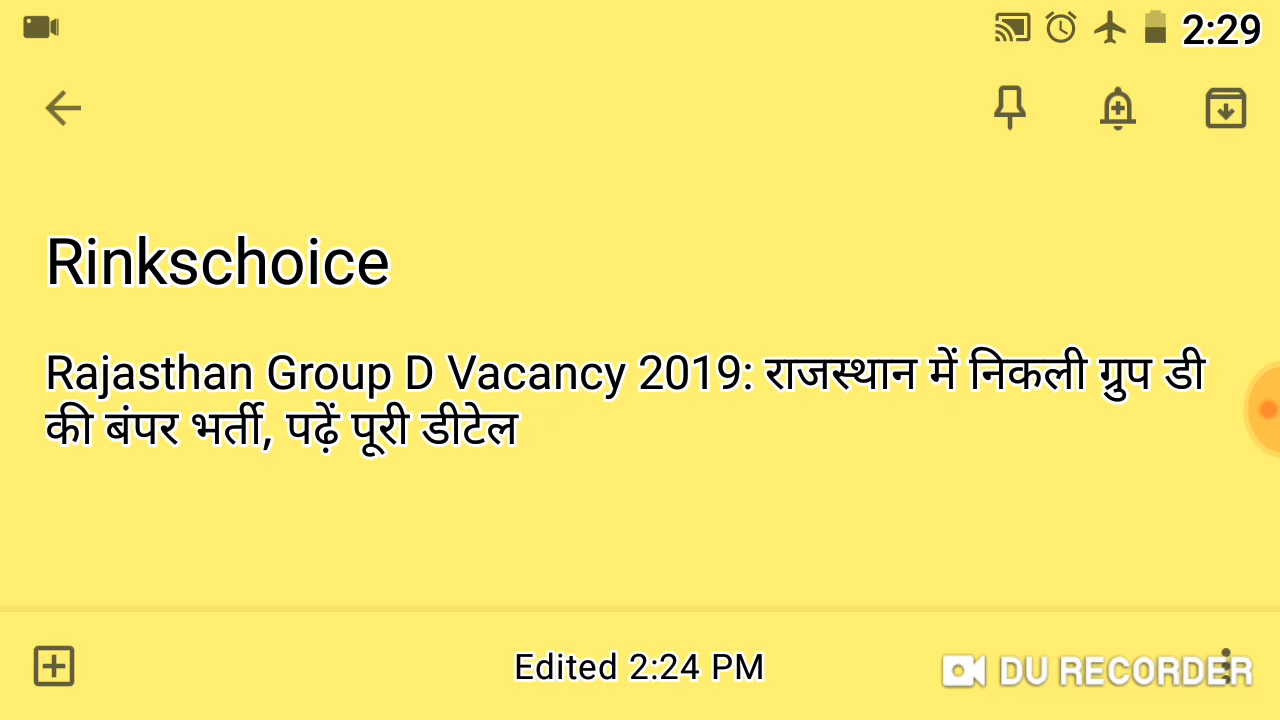 2:29
Rinkschoice
Rajasthan Group D Vacancy 2019: राजस्थान में निकली ग्रुप डी
की बंपर भर्ती, पढ़ें पूरी डीटेल
Edited 2:24 PM
DU RECORDER